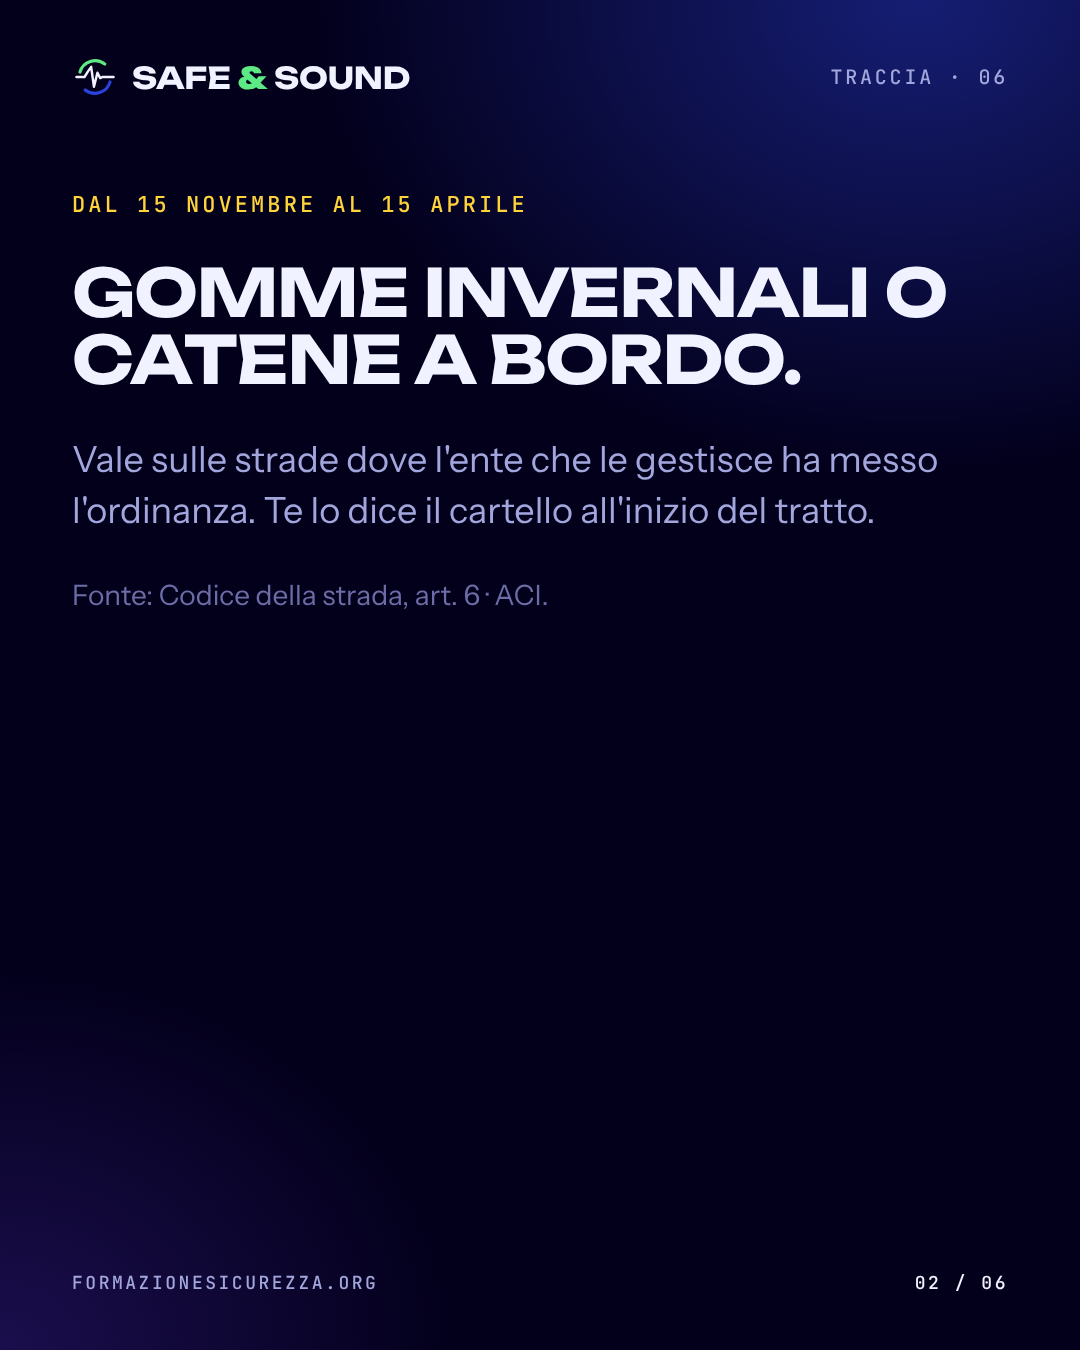 SAFE & SOUND
TRACCIA · 06
DAL 15 NOVEMBRE AL 15 APRILE
GOMME INVERNALI O
CATENE A BORDO.
Vale sulle strade dove l'ente che le gestisce ha messo
l'ordinanza. Te lo dice il cartello all'inizio del tratto.
Fonte: Codice della strada, art. 6 · ACI.
FORMAZIONESICUREZZA.ORG
02 / 06